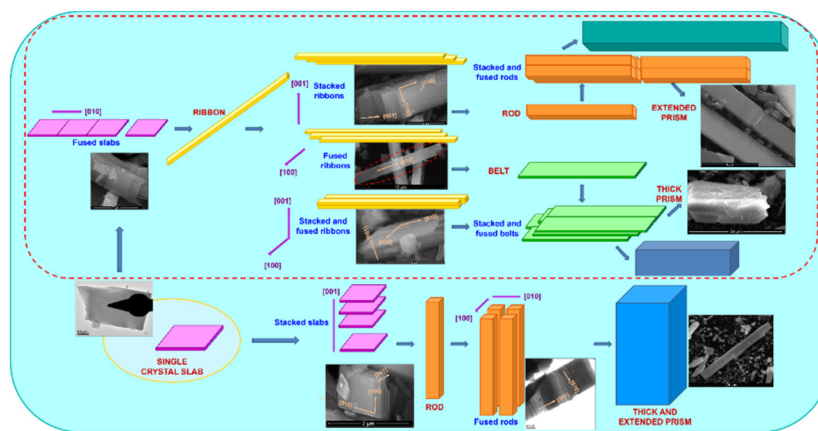 Stacked and
fused rods
[001]
Stacked
ribbons
[010]
RIBBON
ROD
EXTENDED
PRISM
Fused slabs
Fused
ribbons
[100]
BELT
THICK
PRISM
[001]
Stacked and
fused ribbons
Stacked and
fused belts
[100]
[001]
[010]
[100]
Stacked slabs
SINGLE
CRYSTAL SLAB
ROD
Fused rods
THICK AND
EXTENDED PRISM
2 µm